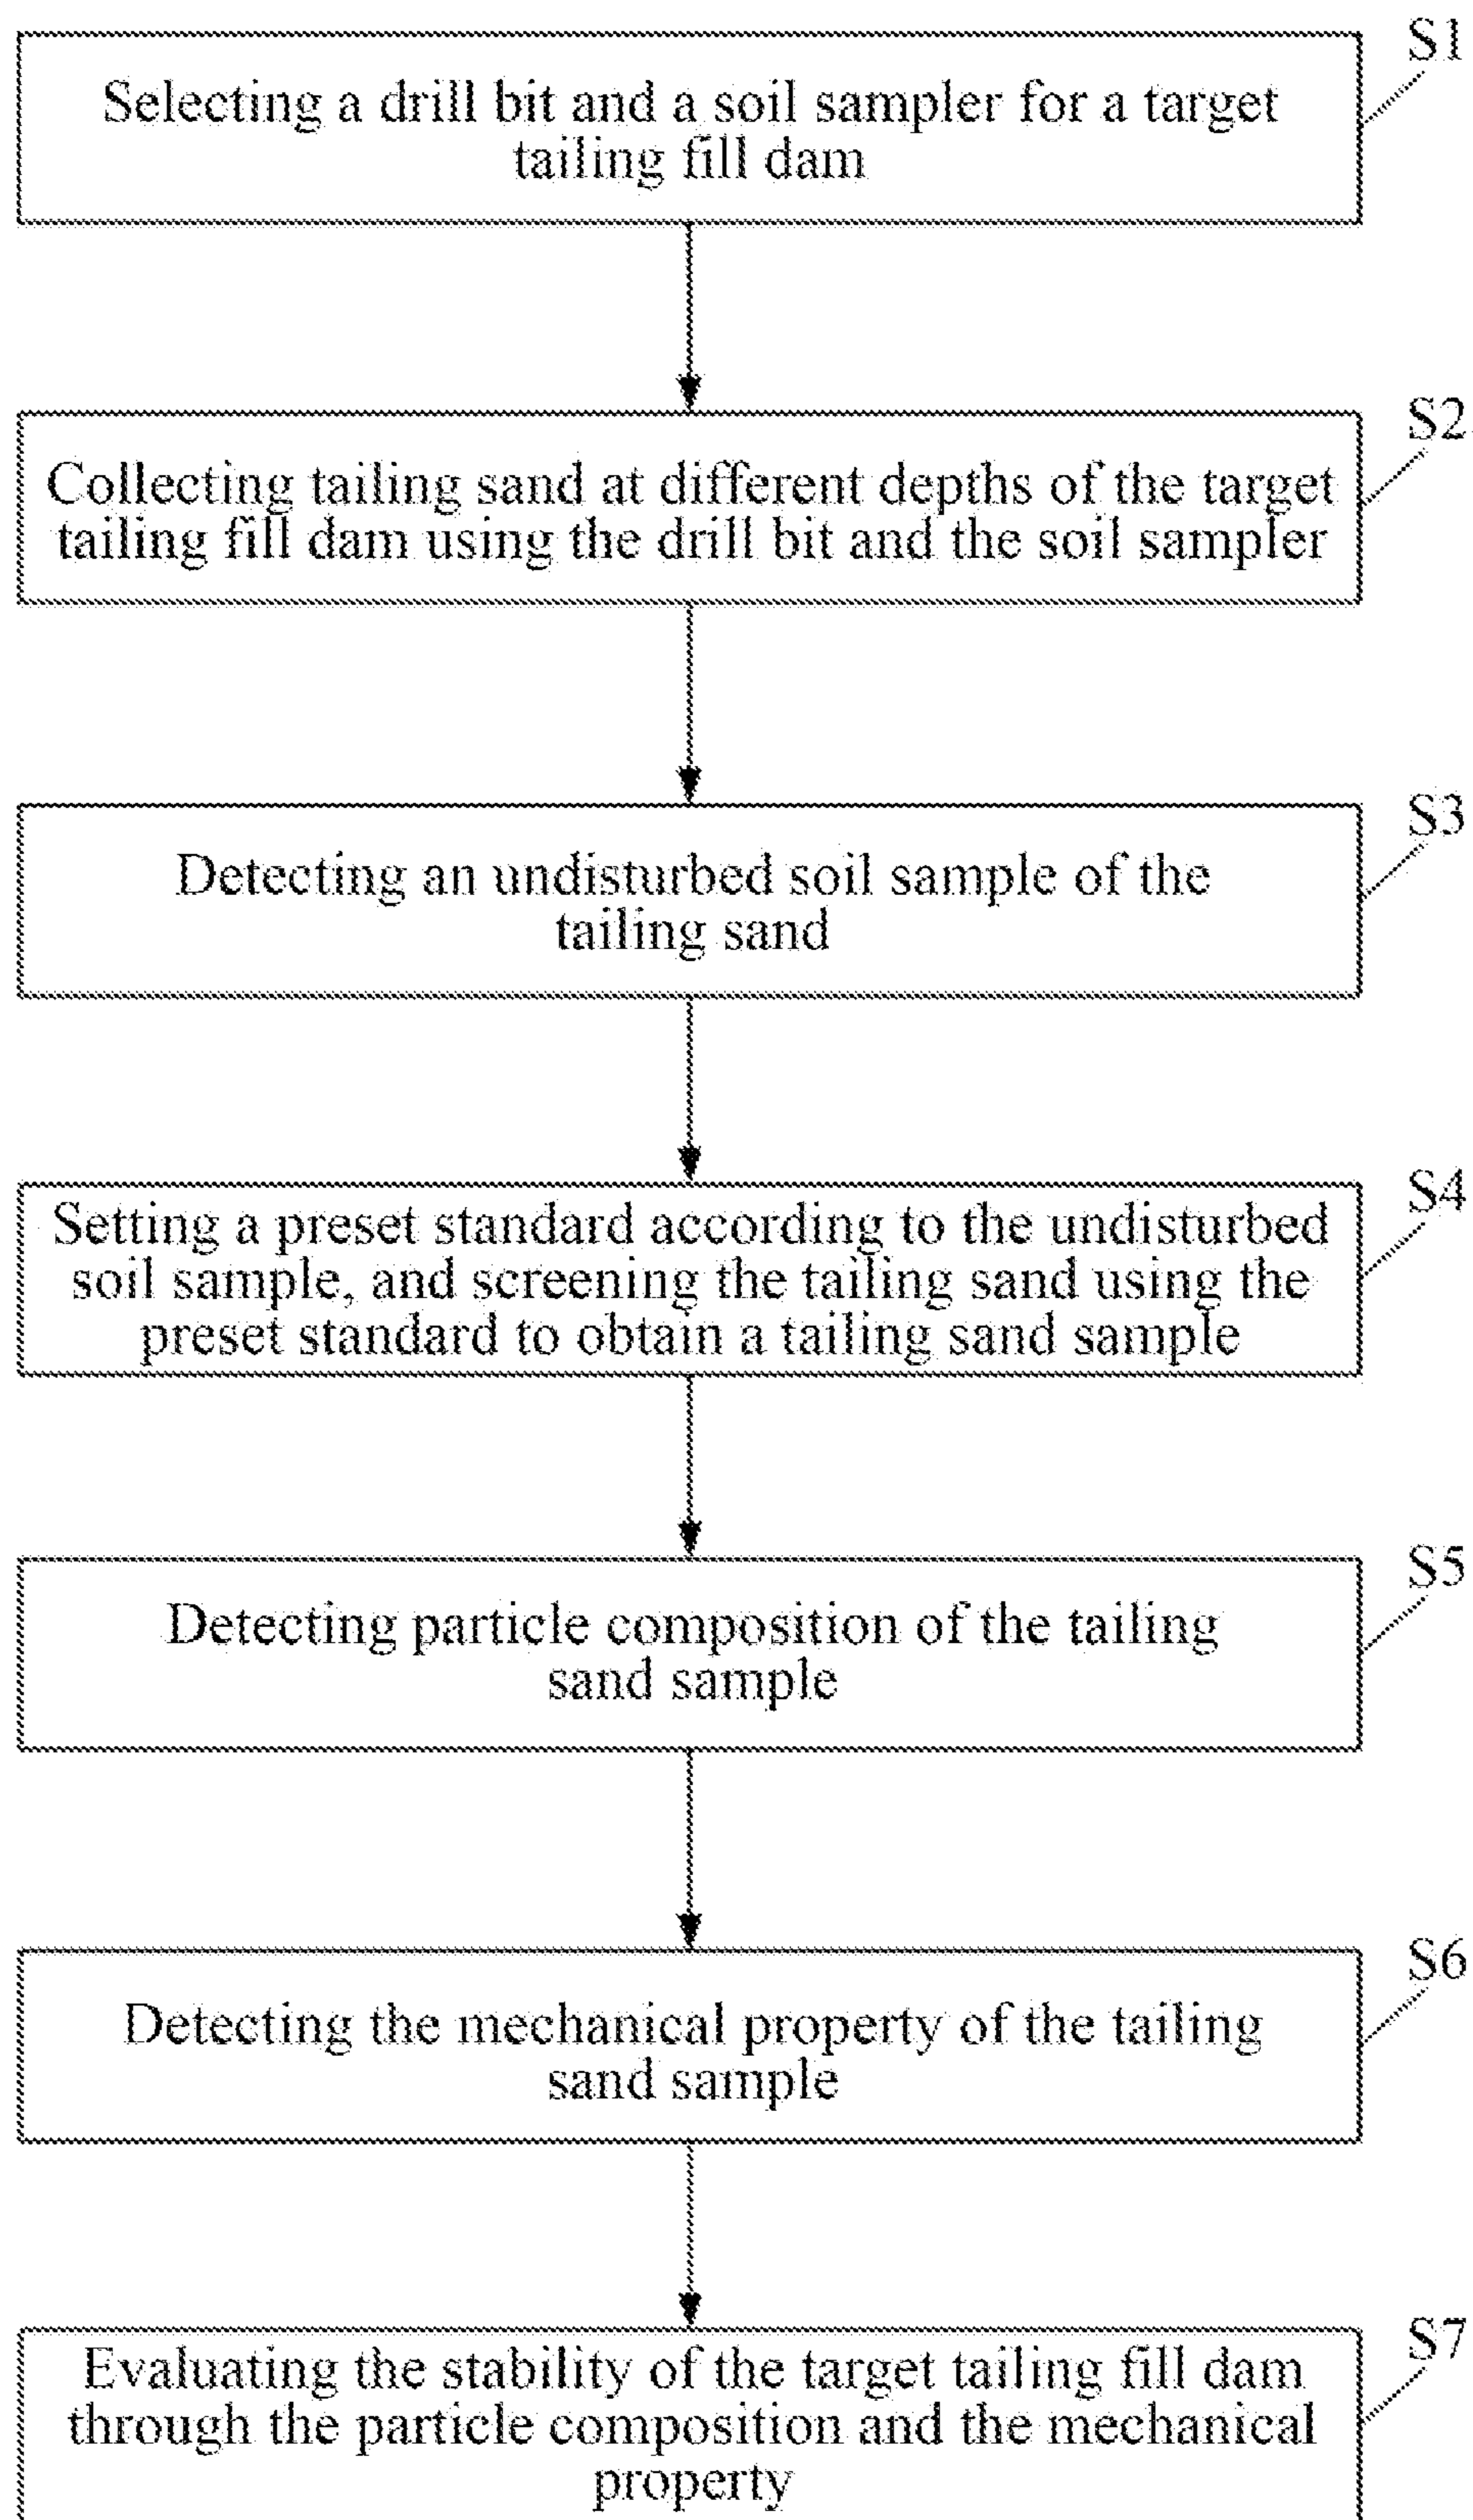 S1
Selecting a drill bit and a soil sampler for a target
tailing fill dam
S2
Collecting tailing sand at different depths of the target
tailing fill dam using the drill bit and the soil sampler
S3
Detecting an undisturbed soil sample of the
tailing sand
S4
Setting a preset standard according to the undisturbed
soil sample, and screening the tailing sand using the
preset standard to obtain a tailing sand sample
S5
Detecting particle composition of the tailing
sand sample
S6
Detecting the mechanical property of the tailing
sand sample
S7
Evaluating the stability of the target tailing fill dam
through the particle composition and the mechanical
property